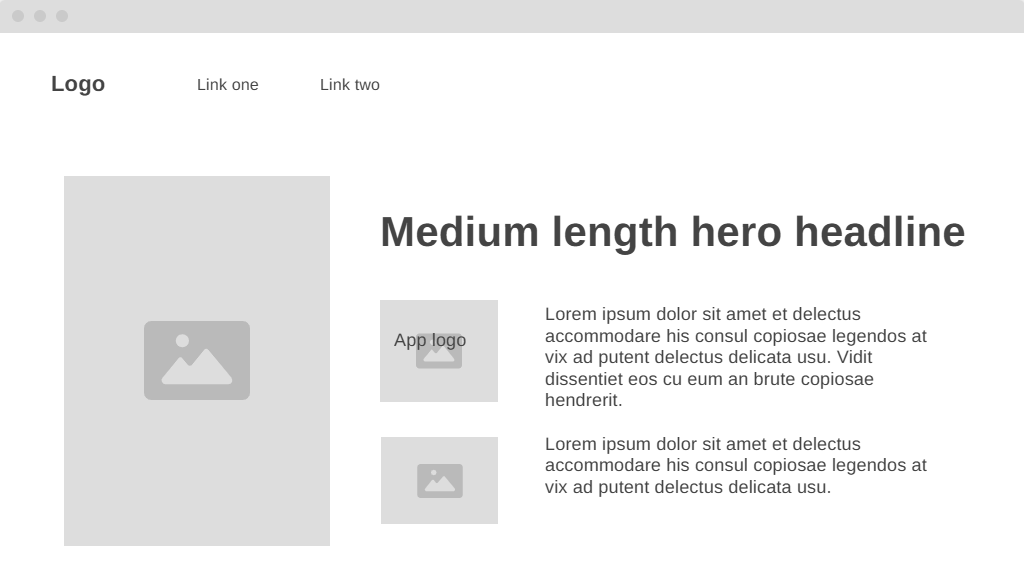 Logo
Link one
Link two
Medium length hero headline
App logo
Lorem ipsum dolor sit amet et delectus
accommodare his consul copiosae legendos at
vix ad putent delectus delicata usu. Vidit
dissentiet eos cu eum an brute copiosae
hendrerit.
Lorem ipsum dolor sit amet et delectus
accommodare his consul copiosae legendos at
vix ad putent delectus delicata usu.